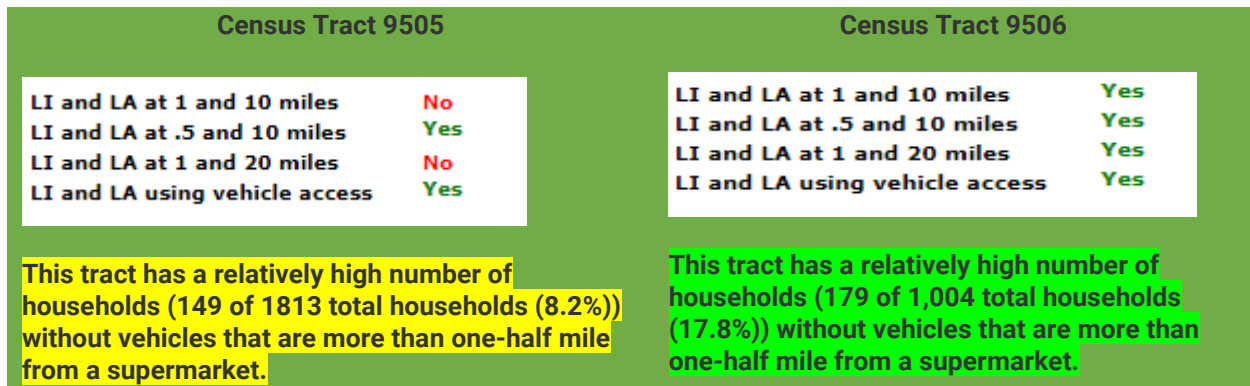 Census Tract 9505
LI and LA at 1 and 10 miles No
LI and LA at .5 and 10 miles Yes
LI and LA at 1 and 20 miles No
LI and LA using vehicle access Yes
This tract has a relatively high number of
households (149 of 1813 total households (8.2%))
without vehicles that are more than one-half mile
from a supermarket.
Census Tract 9506
LI and LA at 1 and 10 miles Yes
LI and LA at .5 and 10 miles Yes
LI and LA at 1 and 20 miles Yes
LI and LA using vehicle access Yes
This tract has a relatively high number of
households (179 of 1,004 total households
(17.8%)) without vehicles that are more than
one-half mile from a supermarket.